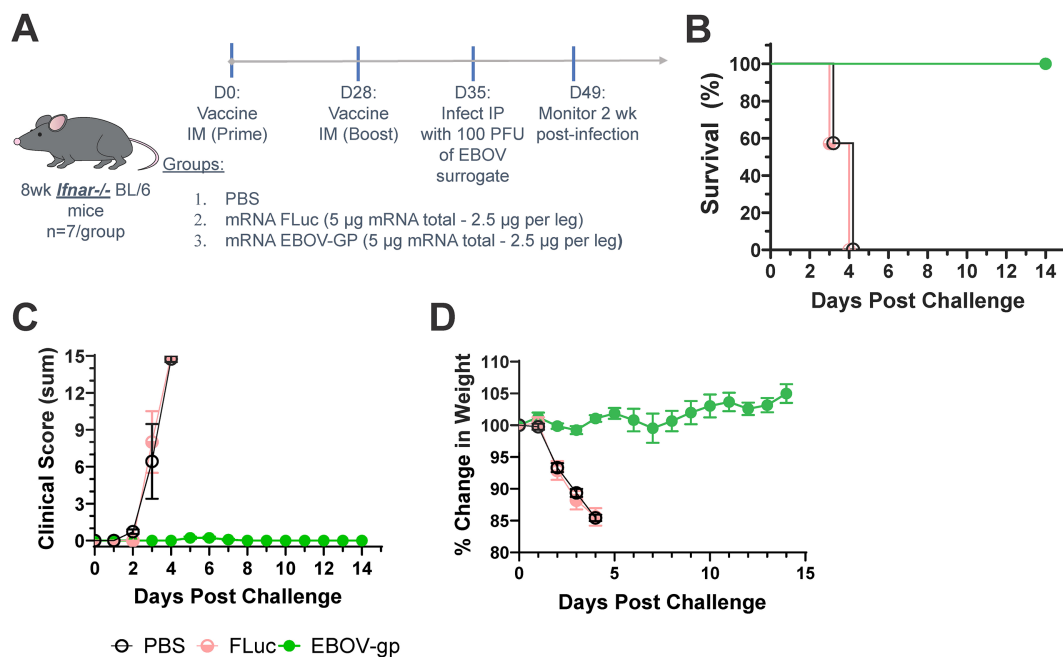 A
D0:
Vaccine
IM (Prime)
D28:
Vaccine
IM (Boost)
D35:
Infect IP
with 100 PFU
of EBOV
surrogate
D49:
Monitor 2 wk
post-infection
8wk Ifnar-/- BL/6
mice
n=7/group
Groups:
1. PBS
2. mRNA FLuc (5 µg mRNA total - 2.5 µg per leg)
3. mRNA EBOV-GP (5 µg mRNA total - 2.5 µg per leg)
B
Survival (%)
100
80
60
40
20
0
0 2 4 6 8 10 12 14
Days Post Challenge
C
Clinical Score (sum)
15
12
9
6
3
0
0 2 4 6 8 10 12 14
Days Post Challenge
D
% Change in Weight
110
105
100
95
90
85
80
0 5 10 15
Days Post Challenge
PBS FLuc EBOV-gp